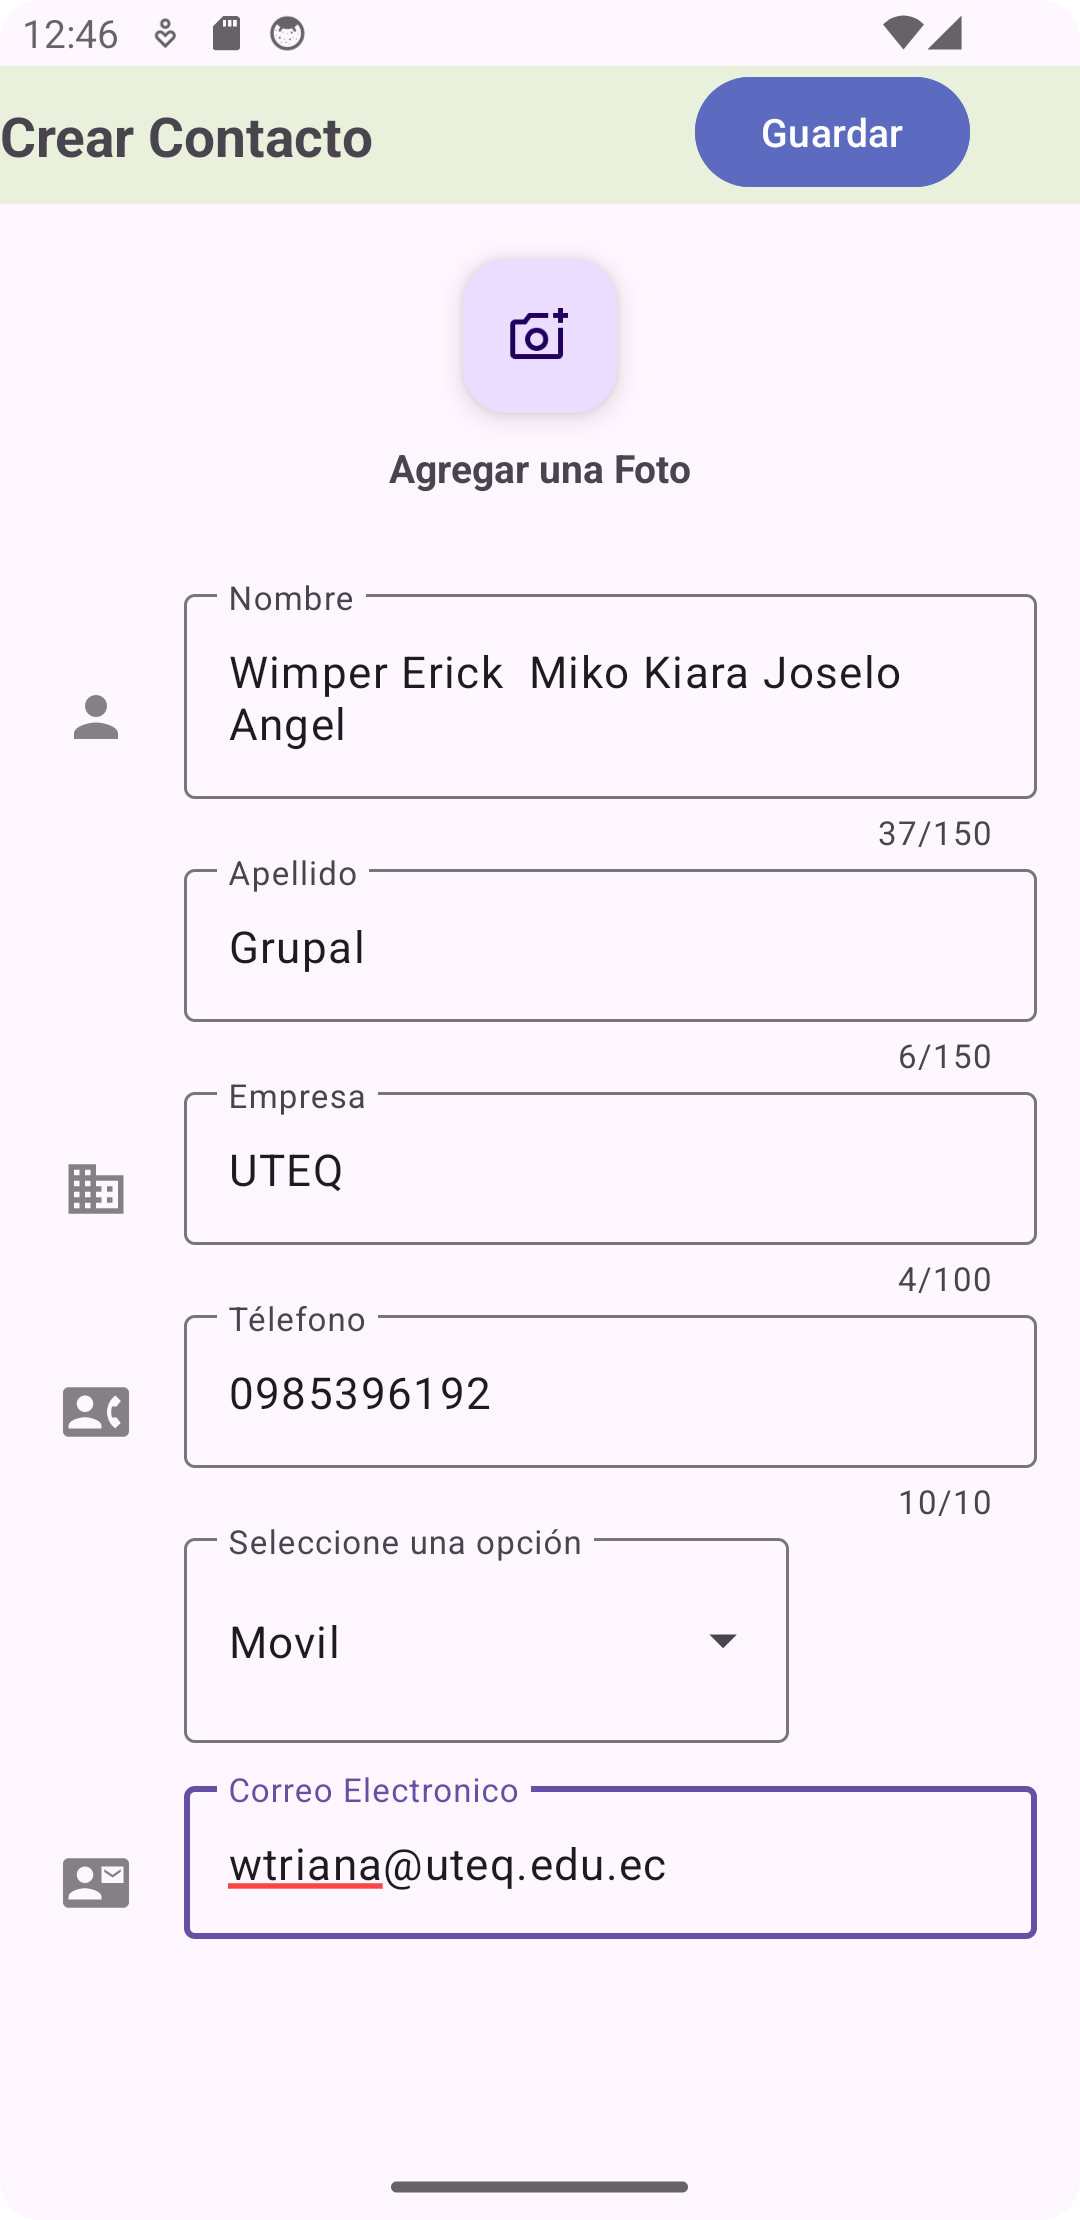 12:46
Crear Contacto
Guardar
Agregar una Foto
Nombre
Wimper Erick  Miko Kiara Joselo
Angel
37/150
Apellido
Grupal
6/150
Empresa
UTEQ
4/100
Télefono
0985396192
10/10
Seleccione una opción
Movil
Correo Electronico
wtriana@uteq.edu.ec